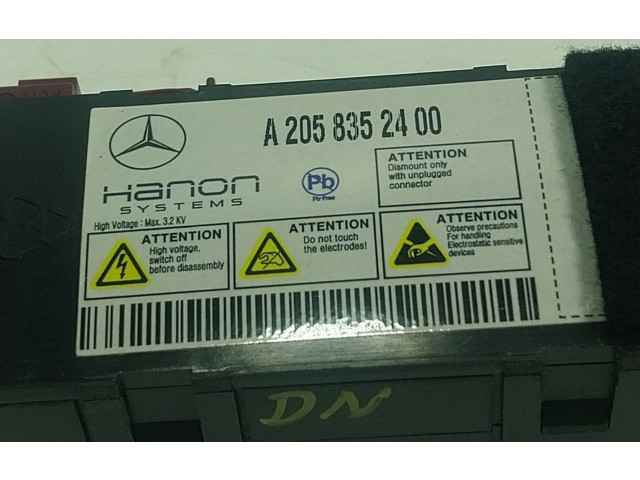 A 205 835 24 00
Hanon
SYSTEMS
High Voltage : Max. 3.2 KV
Pb
Pb-Free
ATTENTION
Dismount only
with unplugged
connector
ATTENTION
High voltage,
switch off
before disassembly
ATTENTION
Do not touch
the electrodes!
ATTENTION
Observe precautions
For handling
Electrostatic sensitive
devices
DN